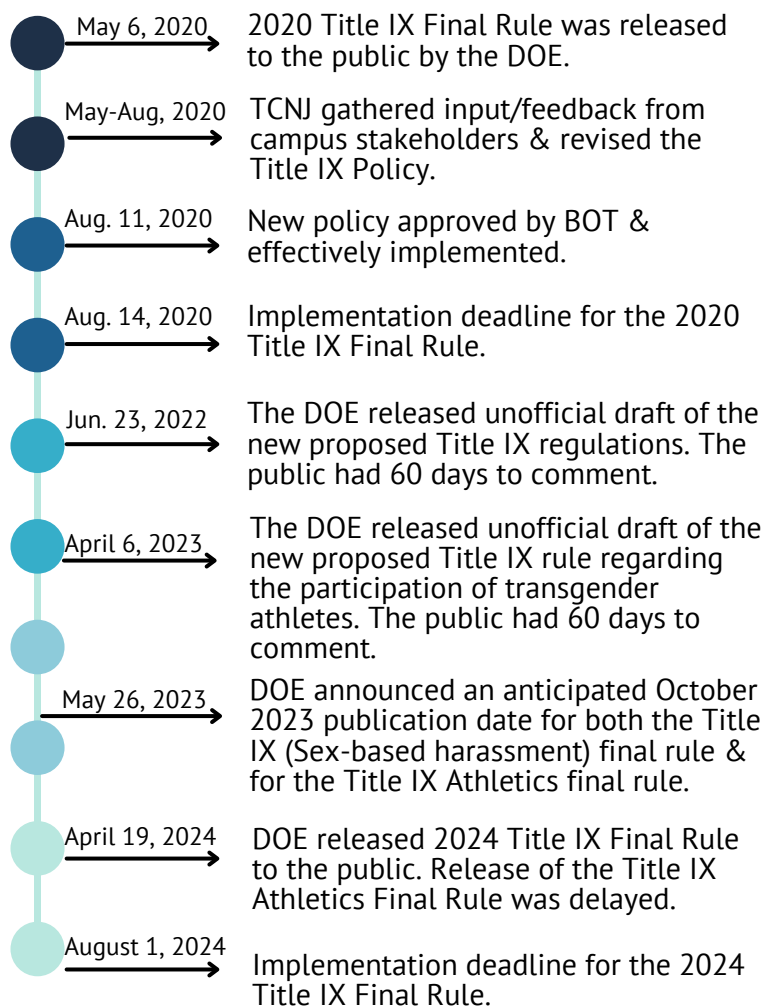 May 6, 2020
2020 Title IX Final Rule was released
to the public by the DOE.
May-Aug, 2020
TCNJ gathered input/feedback from
campus stakeholders & revised the
Title IX Policy.
Aug. 11, 2020
New policy approved by BOT &
effectively implemented.
Aug. 14, 2020
Implementation deadline for the 2020
Title IX Final Rule.
Jun. 23, 2022
The DOE released unofficial draft of the
new proposed Title IX regulations. The
public had 60 days to comment.
April 6, 2023
The DOE released unofficial draft of the
new proposed Title IX rule regarding
the participation of transgender
athletes. The public had 60 days to
comment.
May 26, 2023
DOE announced an anticipated October
2023 publication date for both the Title
IX (Sex-based harassment) final rule &
for the Title IX Athletics final rule.
April 19, 2024
DOE released 2024 Title IX Final Rule
to the public. Release of the Title IX
Athletics Final Rule was delayed.
August 1, 2024
Implementation deadline for the 2024
Title IX Final Rule.